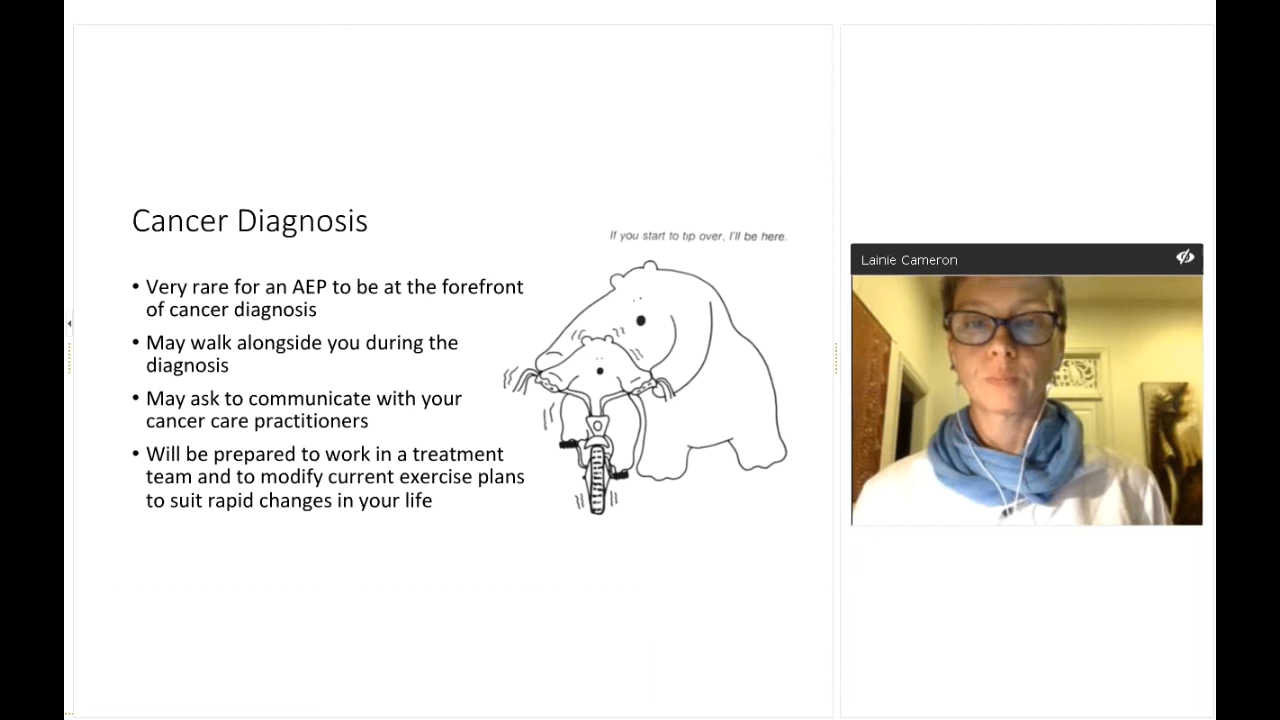 Cancer Diagnosis
If you start to tip over, I'll be here.
• Very rare for an AEP to be at the forefront
of cancer diagnosis
• May walk alongside you during the
diagnosis
• May ask to communicate with your
cancer care practitioners
• Will be prepared to work in a treatment
team and to modify current exercise plans
to suit rapid changes in your life
Lainie Cameron